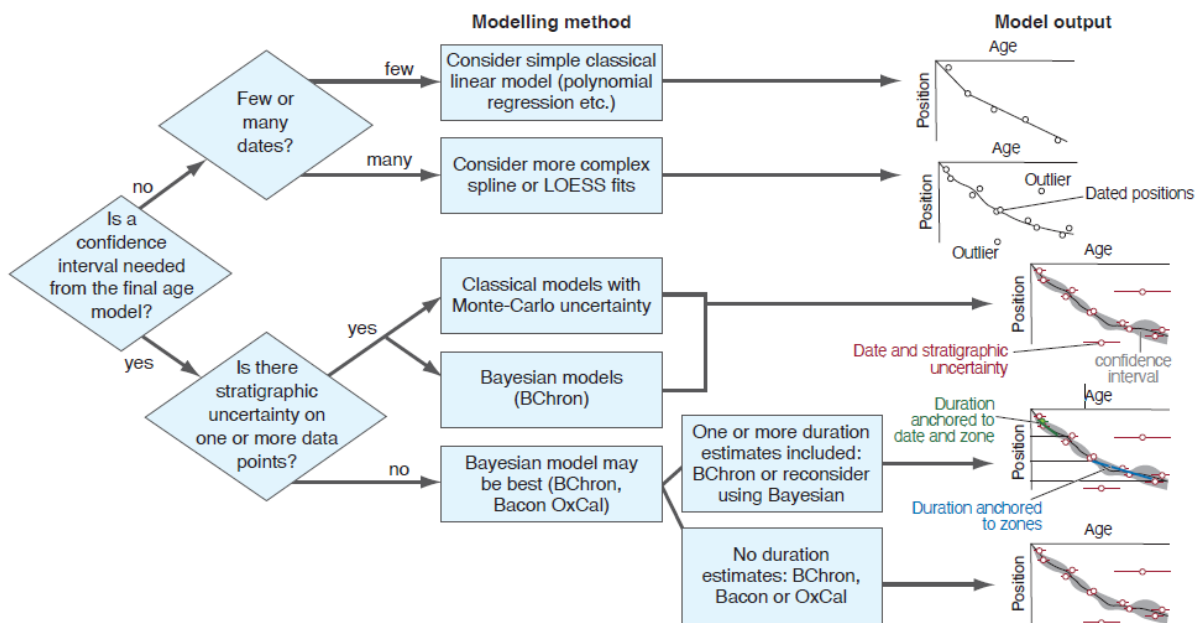 Modelling method
Model output
Is a
confidence
interval needed
from the final age
model?
no
yes
Few or
many
dates?
few
many
Consider simple classical
linear model (polynomial
regression etc.)
Consider more complex
spline or LOESS fits
Is there
stratigraphic
uncertainty on
one or more data
points?
yes
no
Classical models with
Monte-Carlo uncertainty
Bayesian models
(BChron)
Bayesian model may
be best (BChron,
Bacon OxCal)
One or more duration
estimates included:
BChron or reconsider
using Bayesian
No duration
estimates: BChron,
Bacon or OxCal
Age
Position
Age
Position
Outlier
Dated positions
Outlier
Age
Position
Date and stratigraphic
uncertainty
confidence
interval
Age
Position
Duration
anchored to
date and zone
Duration anchored
to zones
Age
Position